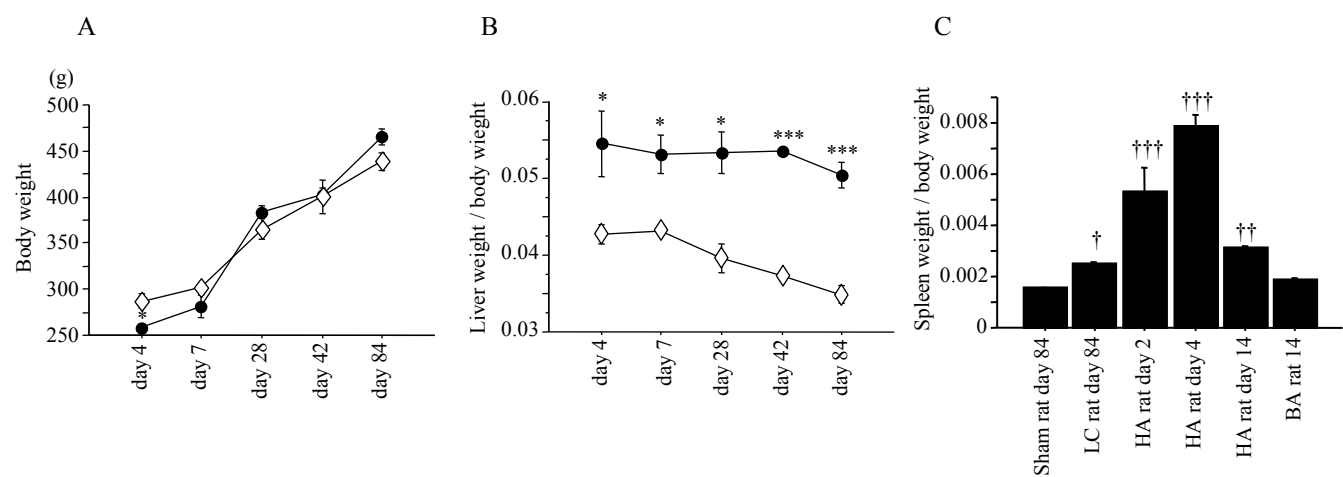 A
(g)
Body weight
500
450
400
350
300
250
*
day 4
day 7
day 28
day 42
day 84
B
Liver weight / body wieght
0.06
0.05
0.04
0.03
*
*
*
***
***
day 4
day 7
day 28
day 42
day 84
C
Spleen weight / body weight
0.008
0.006
0.004
0.002
0
†
†††
†††
††
Sham rat day 84
LC rat day 84
HA rat day 2
HA rat day 4
HA rat day 14
BA rat 14